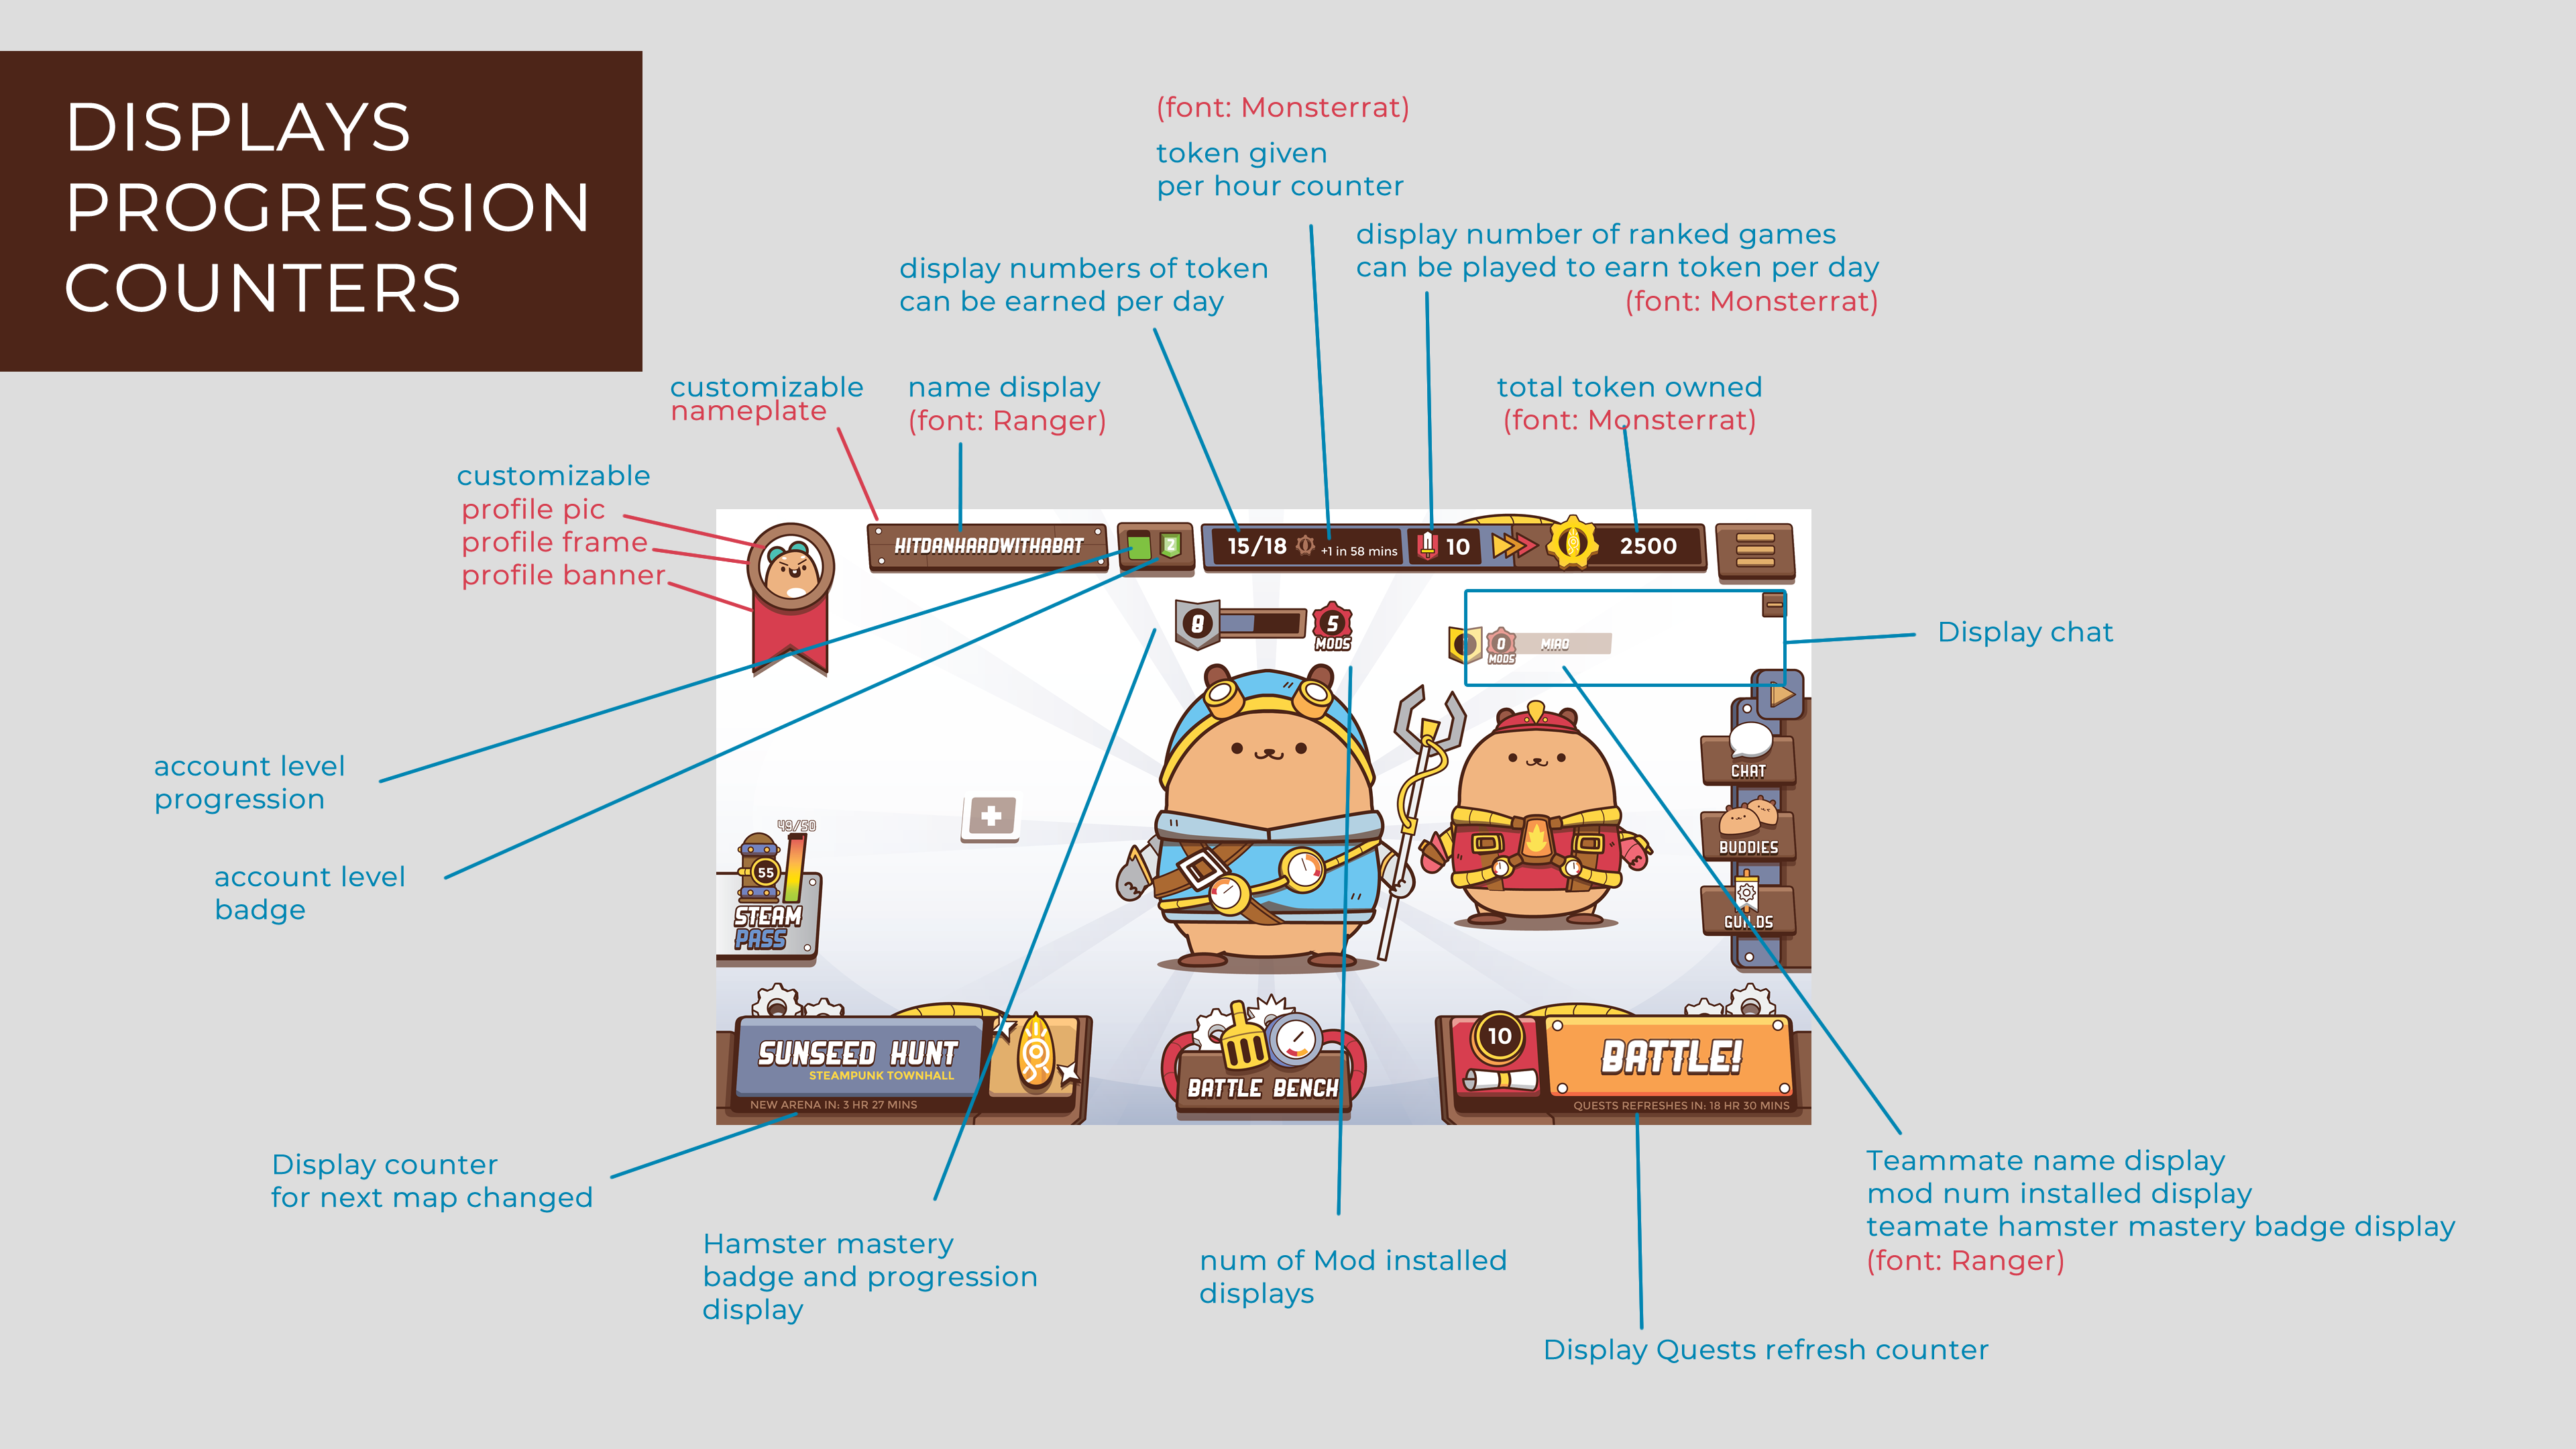 DISPLAYS
PROGRESSION
COUNTERS
(font: Monsterrat)
token given
per hour counter
display number of ranked games
can be played to earn token per day
(font: Monsterrat)
display numbers of token
can be earned per day
customizable
nameplate
name display
(font: Ranger)
total token owned
(font: Monsterrat)
customizable
profile pic
profile frame
profile banner
HITDANHARDWITHABAT
2
15/18
+1 in 58 mins
10
2500
8
5
MODS
0
MODS
MIRO
Display chat
account level
progression
account level
badge
CHAT
BUDDIES
GUILDS
49/50
55
STEAM
PASS
SUNSEED HUNT
STEAMPUNK TOWNHALL
NEW ARENA IN: 3 HR 27 MINS
BATTLE BENCH
10
BATTLE!
QUESTS REFRESHES IN: 18 HR 30 MINS
Display counter
for next map changed
Hamster mastery
badge and progression
display
num of Mod installed
displays
Teammate name display
mod num installed display
teamate hamster mastery badge display
(font: Ranger)
Display Quests refresh counter